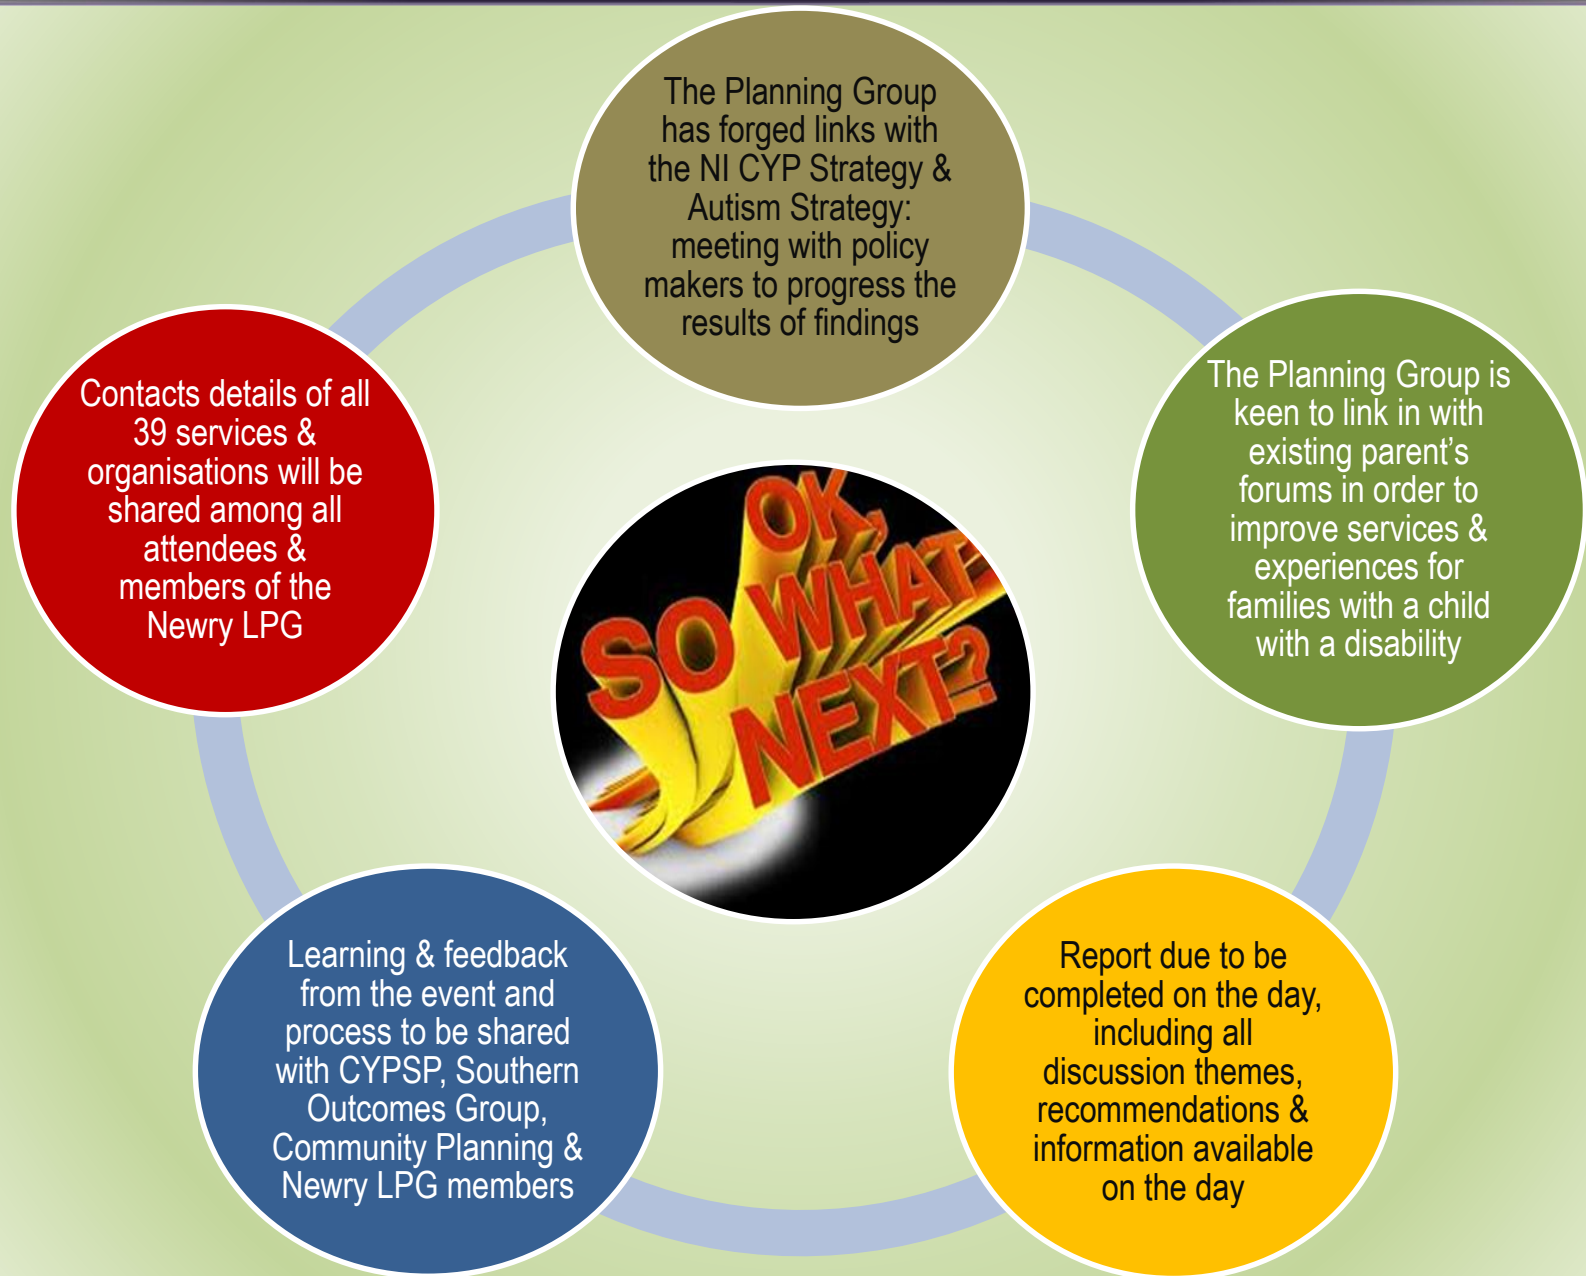 The Planning Group
has forged links with
the NI CYP Strategy &
Autism Strategy:
meeting with policy
makers to progress the
results of findings
The Planning Group is
keen to link in with
existing parent’s
forums in order to
improve services &
experiences for
families with a child
with a disability
Report due to be
completed on the day,
including all
discussion themes,
recommendations &
information available
on the day
Learning & feedback
from the event and
process to be shared
with CYPSP, Southern
Outcomes Group,
Community Planning &
Newry LPG members
Contacts details of all
39 services &
organisations will be
shared among all
attendees &
members of the
Newry LPG
OK,
SO WHAT
NEXT?